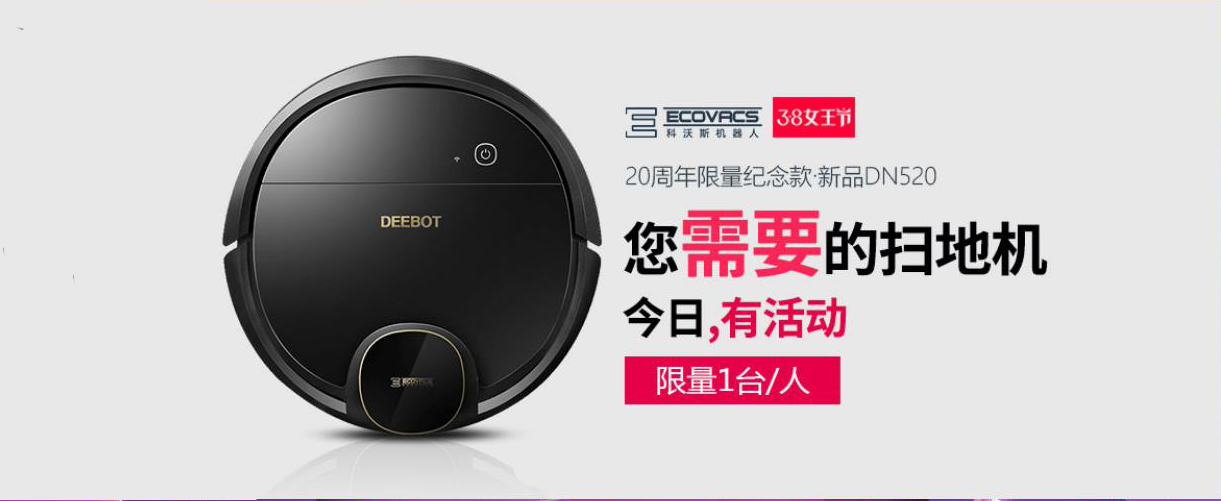 DEEBOT
ECOVACS
ECOVACS
科沃斯机器人
38女王节
20周年限量纪念款·新品DN520
您需要的扫地机
今日,有活动
限量1台/人